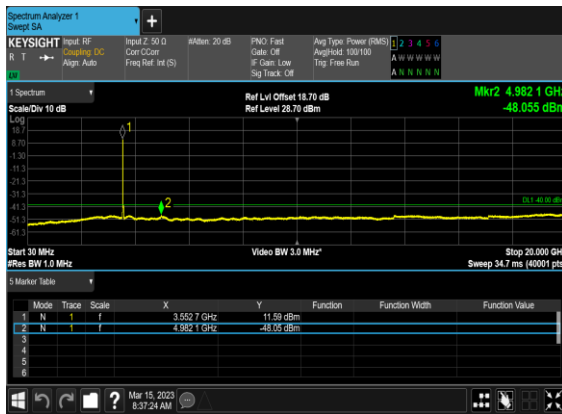 Spectrum Analyzer 1
Swept SA
+
KEYSIGHT Input: RF Input Z: 50 Ω #Atten: 20 dB PNO: Fast Avg Type: Power (RMS) 1 2 3 4 5 6
R T Coupling: DC Corr CCorr Gate: Off Avg|Hold: 100/100 A W W W W W
Align: Auto Freq Ref: Int (S) IF Gain: Low Trig: Free Run
Sig Track: Off A N N N N N
1 Spectrum
Scale/Div 10 dB Ref Lvl Offset 18.70 dB Mkr2 4.982 1 GHz
Ref Level 28.70 dBm -48.055 dBm
Log
18.7
8.70
-1.30
-11.3
-21.3
-31.3
-41.3
-51.3
-61.3
1
2
DL1 -40.00 dBm
Start 30 MHz Video BW 3.0 MHz* Stop 20.000 GHz
#Res BW 1.0 MHz Sweep 34.7 ms (40001 pts)
5 Marker Table
Mode Trace Scale X Y Function Function Width Function Value
1 N 1 f 3.552 7 GHz 11.59 dBm
2 N 1 f 4.982 1 GHz -48.05 dBm
3
4
5
6
? Mar 15, 2023
8:37:24 AM